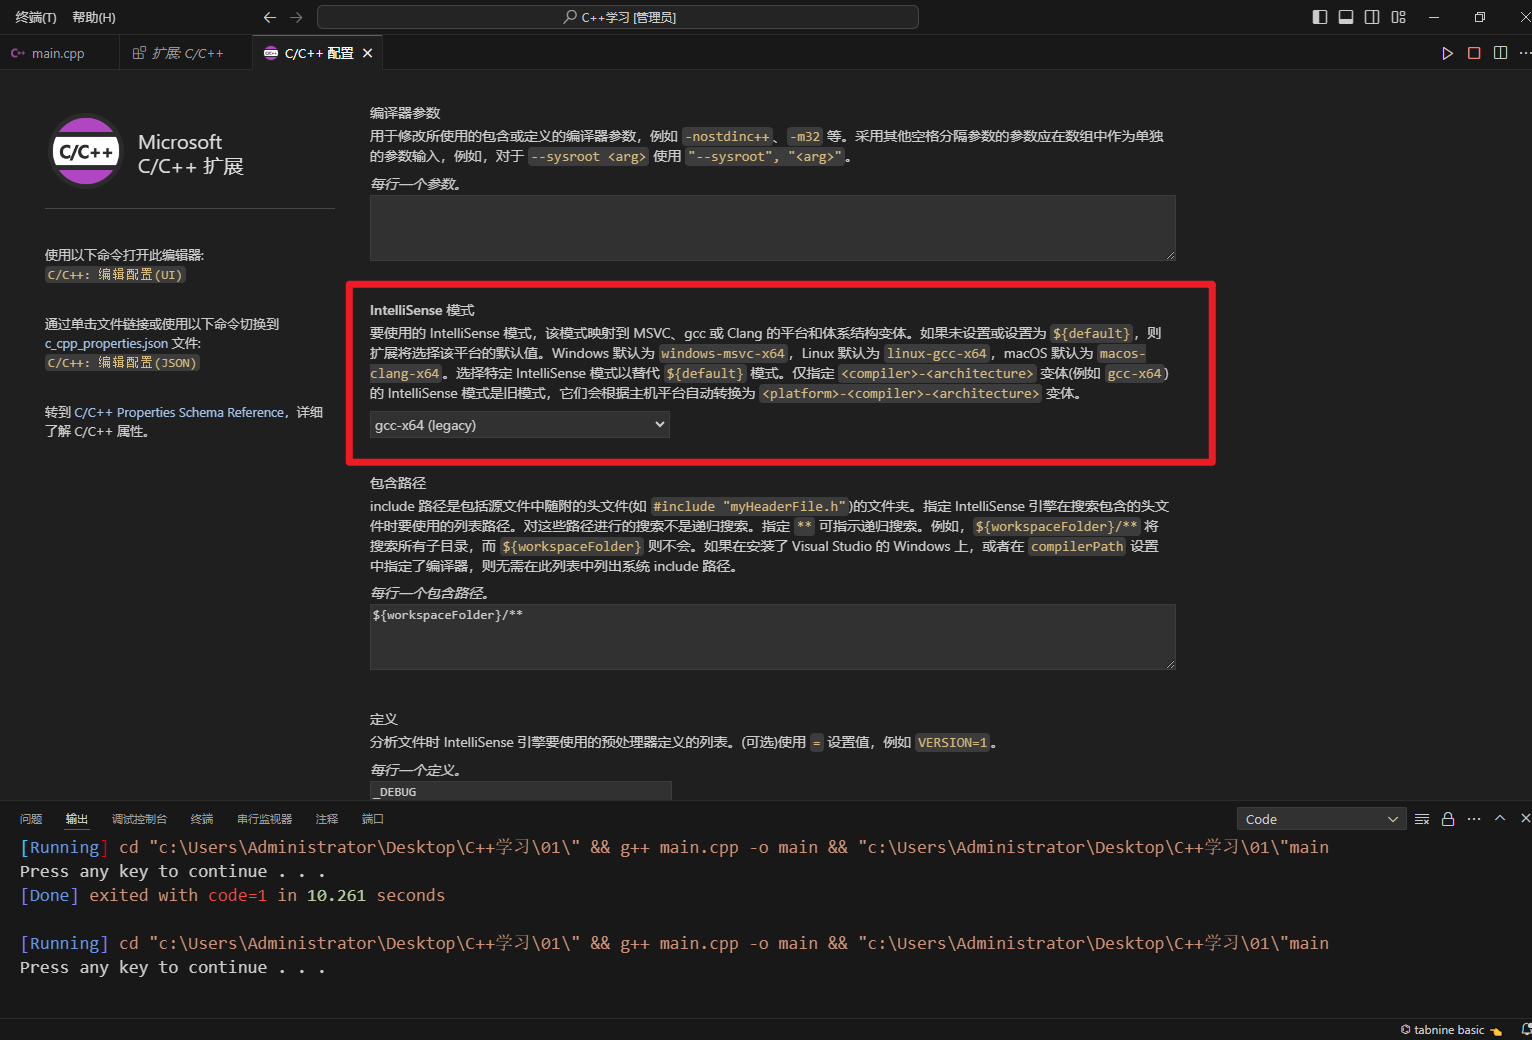 终端(T) 帮助(H)
C++学习 [管理员]
main.cpp
扩展: C/C++
C/C++ 配置
C/C++
Microsoft
C/C++ 扩展
使用以下命令打开此编辑器:
C/C++: 编辑配置(UI)
通过单击文件链接或使用以下命令切换到
c_cpp_properties.json 文件:
C/C++: 编辑配置(JSON)
转到 C/C++ Properties Schema Reference，详细
了解 C/C++ 属性。
编译器参数
用于修改所使用的包含或定义的编译器参数，例如 -nostdinc++、-m32 等。采用其他空格分隔参数的参数应在数组中作为单独
的参数输入，例如，对于 --sysroot <arg> 使用 "--sysroot", "<arg>"。
每行一个参数。
IntelliSense 模式
要使用的 IntelliSense 模式，该模式映射到 MSVC、gcc 或 Clang 的平台和体系结构变体。如果未设置或设置为 ${default}，则
扩展将选择该平台的默认值。Windows 默认为 windows-msvc-x64，Linux 默认为 linux-gcc-x64，macOS 默认为 macos-
clang-x64。选择特定 IntelliSense 模式以替代 ${default} 模式。仅指定 <compiler>-<architecture> 变体(例如 gcc-x64)
的 IntelliSense 模式是旧模式，它们会根据主机平台自动转换为 <platform>-<compiler>-<architecture> 变体。
gcc-x64 (legacy)
包含路径
include 路径是包括源文件中随附的头文件(如 #include "myHeaderFile.h")的文件夹。指定 IntelliSense 引擎在搜索包含的头文
件时要使用的列表路径。对这些路径进行的搜索不是递归搜索。指定 ** 可指示递归搜索。例如，${workspaceFolder}/** 将
搜索所有子目录，而 ${workspaceFolder} 则不会。如果在安装了 Visual Studio 的 Windows 上，或者在 compilerPath 设置
中指定了编译器，则无需在此列表中列出系统 include 路径。
每行一个包含路径。
${workspaceFolder}/**
定义
分析文件时 IntelliSense 引擎要使用的预处理器定义的列表。(可选)使用 = 设置值，例如 VERSION=1。
每行一个定义。
_DEBUG
问题 输出 调试控制台 终端 串行监视器 注释 端口
Code
[Running] cd "c:\Users\Administrator\Desktop\C++学习\01\" && g++ main.cpp -o main && "c:\Users\Administrator\Desktop\C++学习\01\"main
Press any key to continue . . .
[Done] exited with code=1 in 10.261 seconds
[Running] cd "c:\Users\Administrator\Desktop\C++学习\01\" && g++ main.cpp -o main && "c:\Users\Administrator\Desktop\C++学习\01\"main
Press any key to continue . . .
tabnine basic